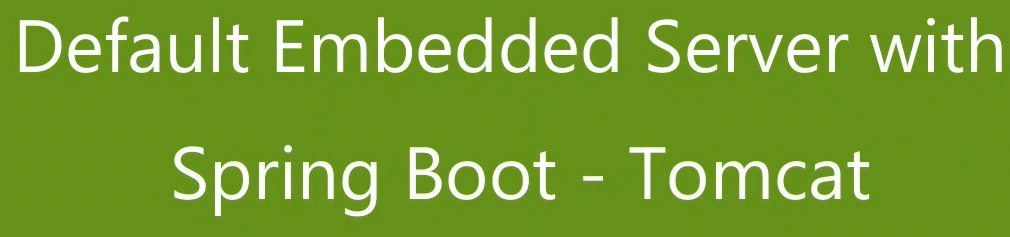 Default Embedded Server with
Spring Boot - Tomcat